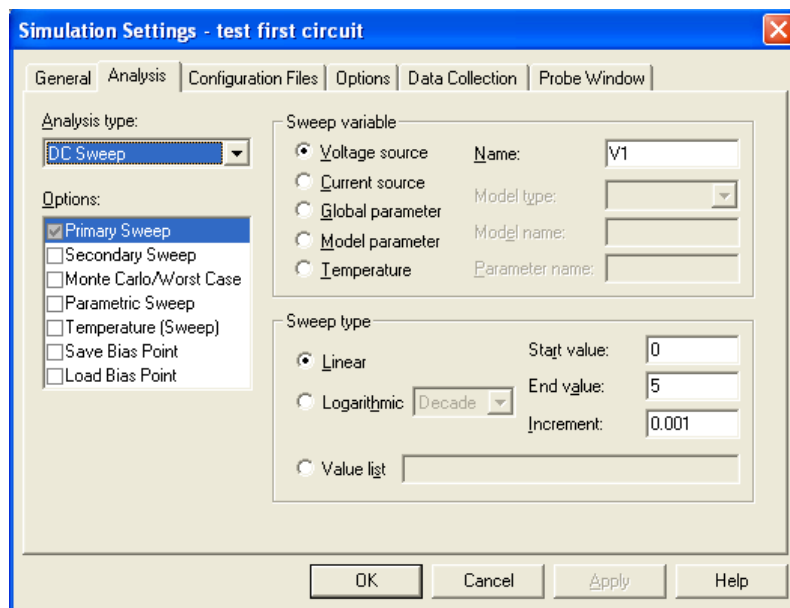 Simulation Settings - test first circuit
General Analysis Configuration Files Options Data Collection Probe Window
Analysis type:
DC Sweep
Options:
Primary Sweep
Secondary Sweep
Monte Carlo/Worst Case
Parametric Sweep
Temperature (Sweep)
Save Bias Point
Load Bias Point
Sweep variable
Voltage source
Current source
Global parameter
Model parameter
Temperature
Name: V1
Model type:
Model name:
Parameter name:
Sweep type
Linear
Logarithmic Decade
Value list
Start value: 0
End value: 5
Increment: 0.001
OK Cancel Apply Help